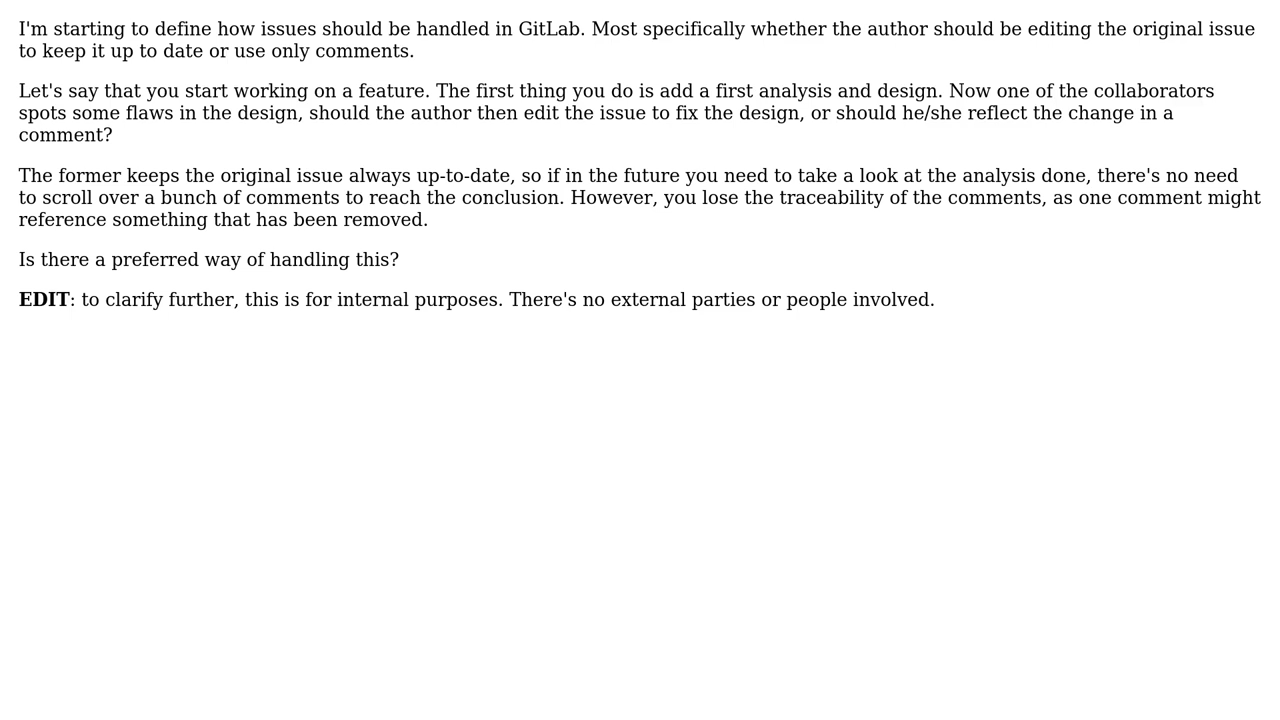 I'm starting to define how issues should be handled in GitLab. Most specifically whether the author should be editing the original issue
to keep it up to date or use only comments.
Let's say that you start working on a feature. The first thing you do is add a first analysis and design. Now one of the collaborators
spots some flaws in the design, should the author then edit the issue to fix the design, or should he/she reflect the change in a
comment?
The former keeps the original issue always up-to-date, so if in the future you need to take a look at the analysis done, there's no need
to scroll over a bunch of comments to reach the conclusion. However, you lose the traceability of the comments, as one comment might
reference something that has been removed.
Is there a preferred way of handling this?
EDIT: to clarify further, this is for internal purposes. There's no external parties or people involved.